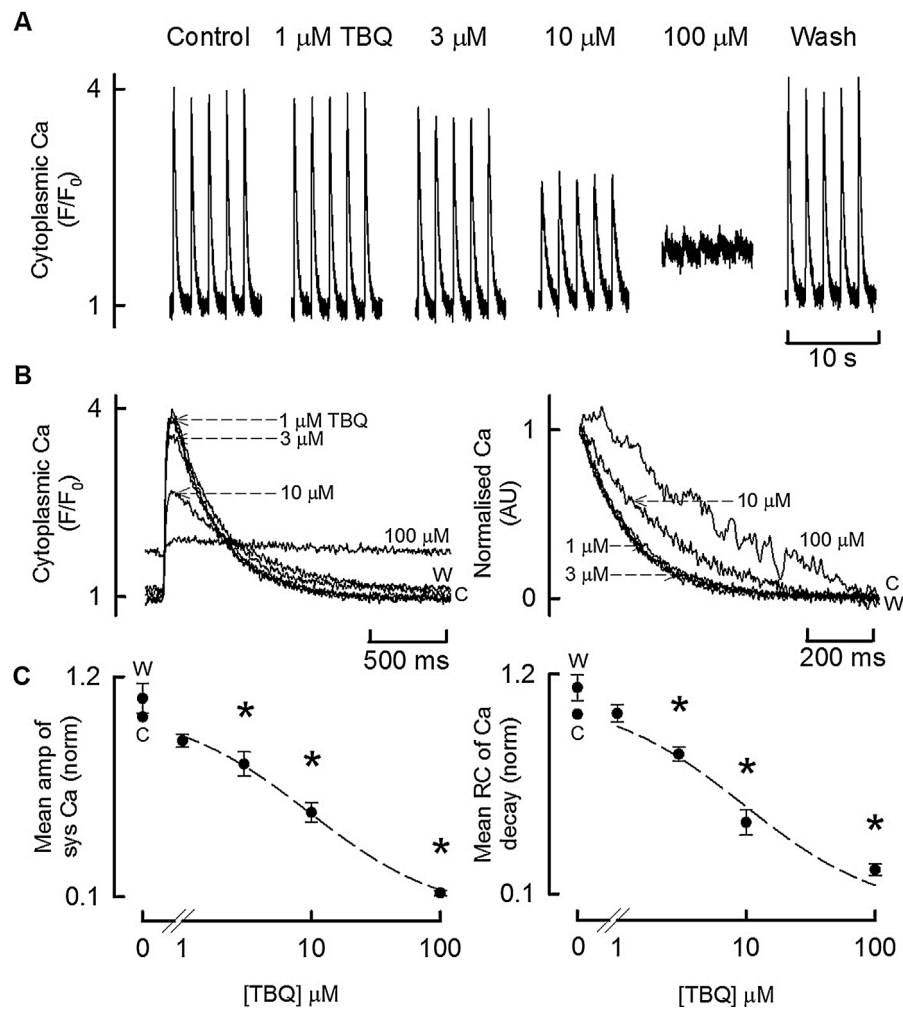 A
Control 1 µM TBQ 3 µM 10 µM 100 µM Wash
4
Cytoplasmic Ca
(F/F0)
1
10 s
B
4
Cytoplasmic Ca
(F/F0)
1
1 µM TBQ
3 µM
10 µM
100 µM
W
C
500 ms
1
Normalised Ca
(AU)
0
10 µM
100 µM
1 µM
3 µM
C
W
200 ms
C
1.2
Mean amp of
sys Ca (norm)
0.1
W
C
* * *
0 1 10 100
[TBQ] µM
1.2
Mean RC of Ca
decay (norm)
0.1
W
C
* * *
0 1 10 100
[TBQ] µM